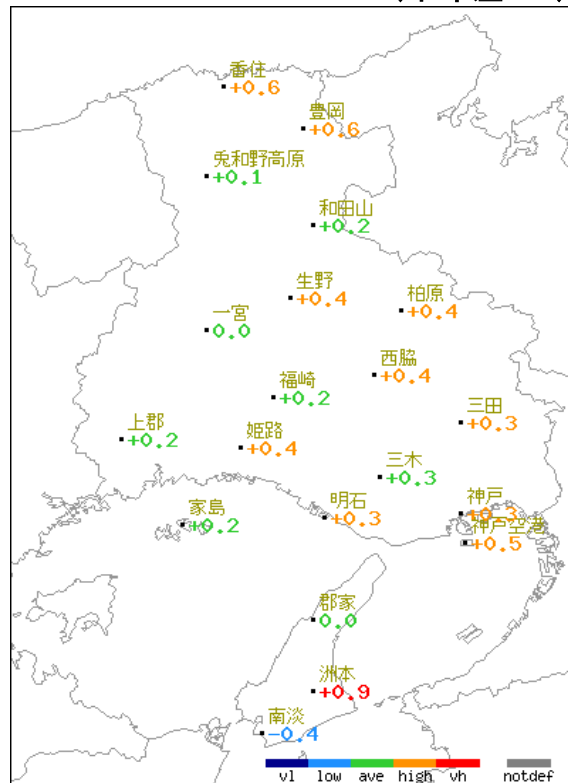 香住
+0.6
豊岡
+0.6
兎和野高原
+0.1
和田山
+0.2
生野
+0.4
柏原
+0.4
一宮
0.0
西脇
+0.4
福崎
+0.2
三田
+0.3
上郡
+0.2
姫路
+0.4
三木
+0.3
家島
+0.2
明石
+0.3
神戸
+0.3
神戸空港
+0.5
郡家
0.0
洲本
+0.9
南淡
-0.4
vl low ave high vh notdef